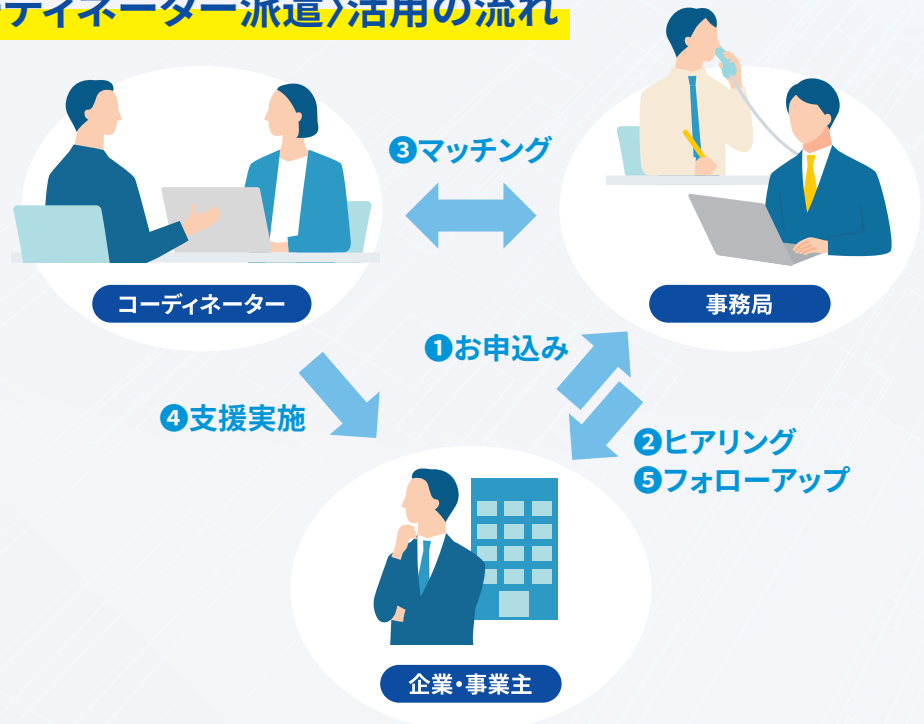 ーディネーター派遣〉活用の流れ
❸マッチング
コーディネーター
事務局
❶お申込み
❹支援実施
❷ヒアリング
❺フォローアップ
企業・事業主